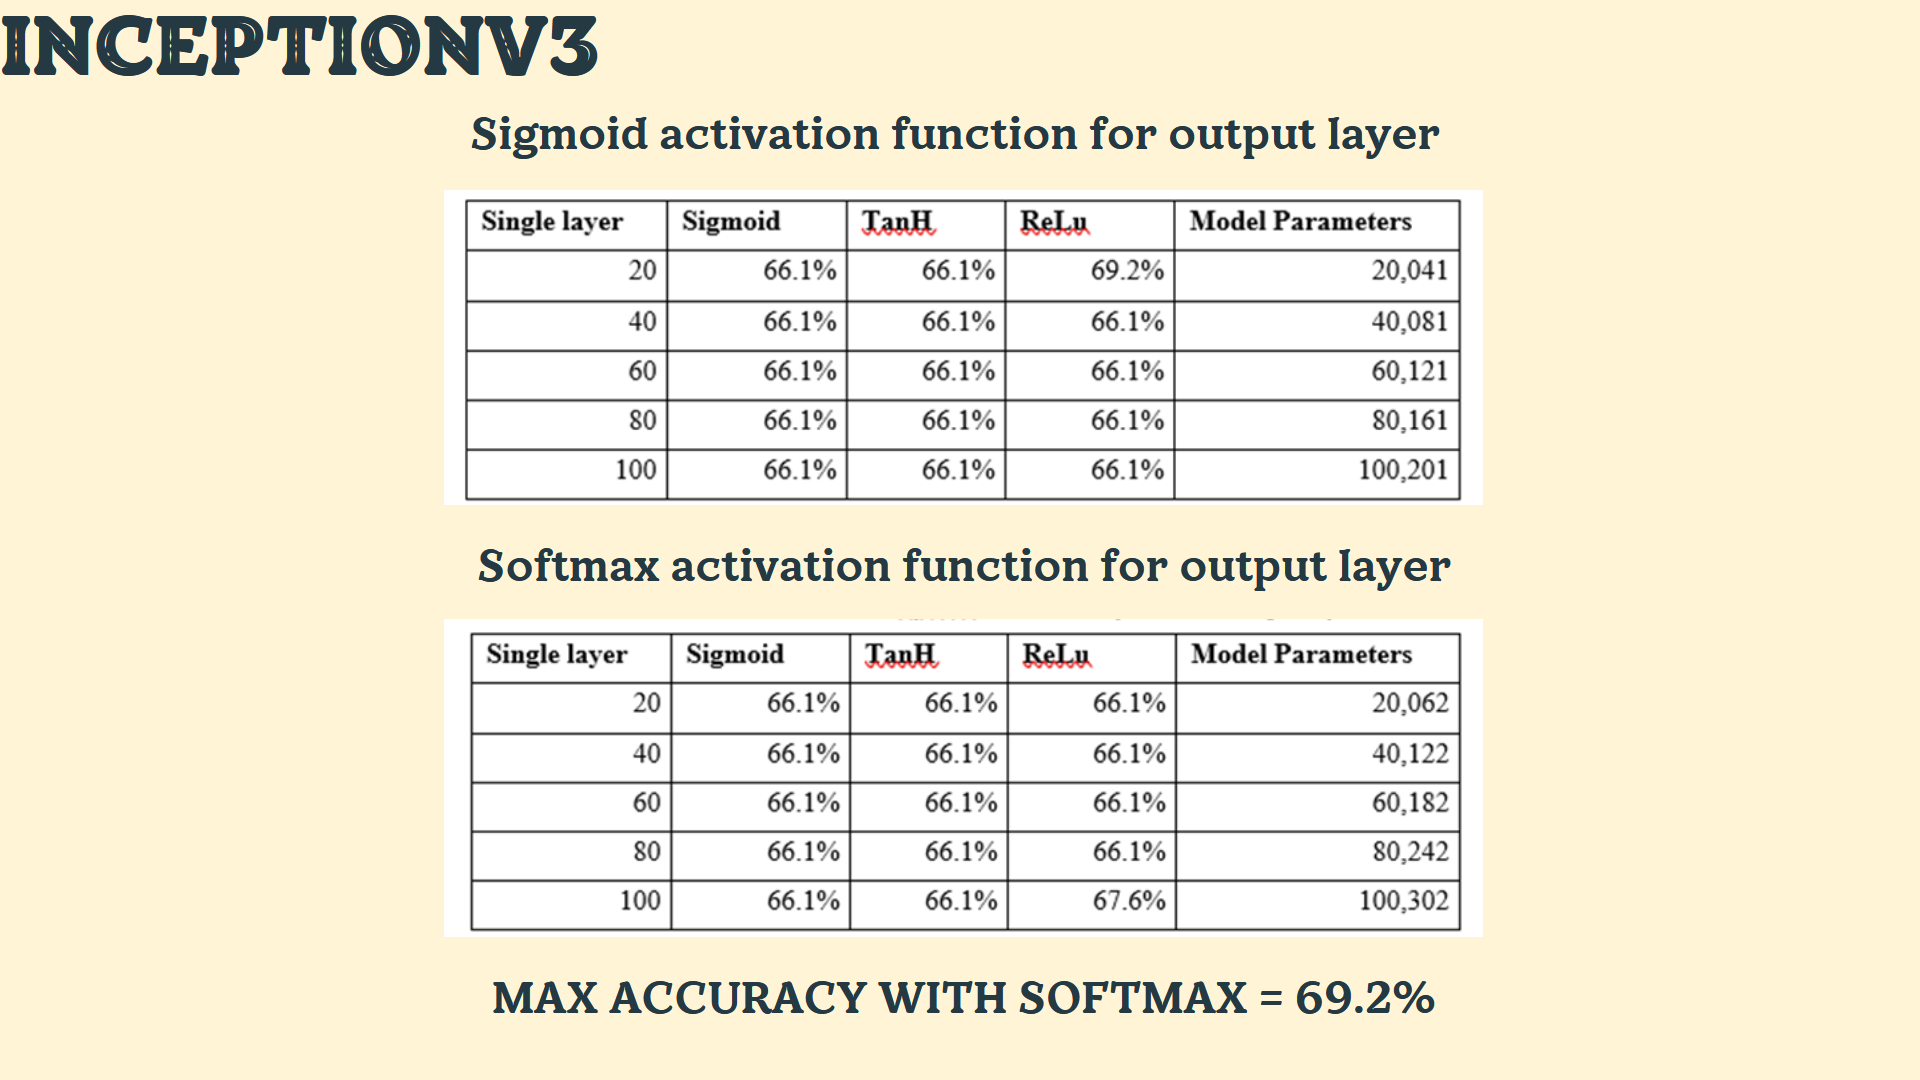 INCEPTIONV3
Sigmoid activation function for output layer
Single layer Sigmoid TanH ReLu Model Parameters
20 66.1% 66.1% 69.2% 20,041
40 66.1% 66.1% 66.1% 40,081
60 66.1% 66.1% 66.1% 60,121
80 66.1% 66.1% 66.1% 80,161
100 66.1% 66.1% 66.1% 100,201
Softmax activation function for output layer
Single layer Sigmoid TanH ReLu Model Parameters
20 66.1% 66.1% 66.1% 20,062
40 66.1% 66.1% 66.1% 40,122
60 66.1% 66.1% 66.1% 60,182
80 66.1% 66.1% 66.1% 80,242
100 66.1% 66.1% 67.6% 100,302
MAX ACCURACY WITH SOFTMAX = 69.2%